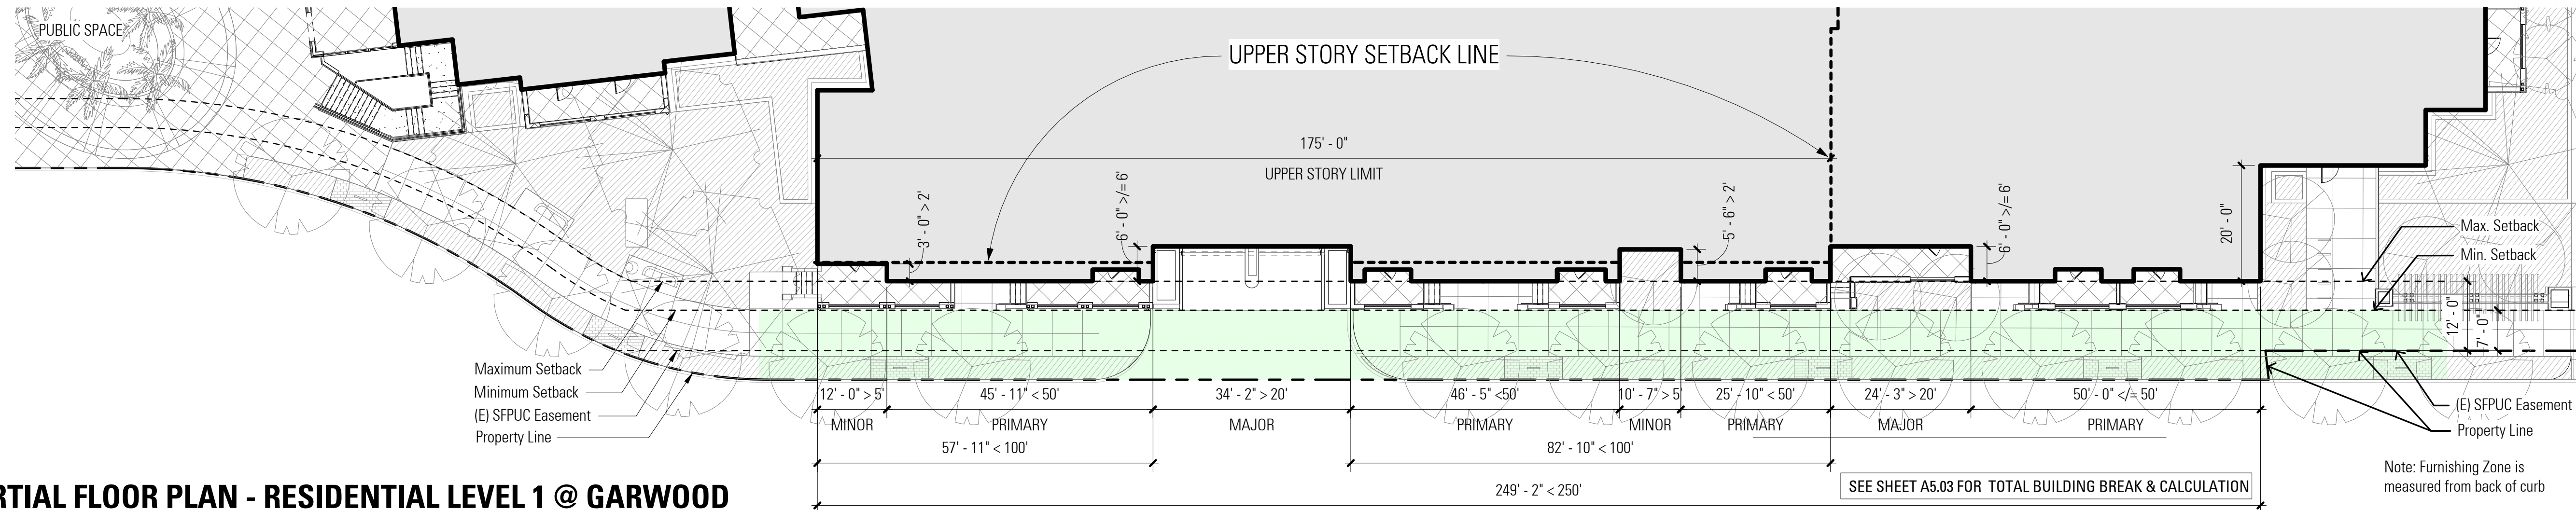 PUBLIC SPACE
UPPER STORY SETBACK LINE
175' - 0"
UPPER STORY LIMIT
3' - 0" > 2'
6' - 0" >/= 6'
5' - 6" > 2'
6' - 0" >/= 6'
20' - 0"
Max. Setback
Min. Setback
12' - 0"
7' - 0"
Maximum Setback
Minimum Setback
(E) SFPUC Easement
Property Line
12' - 0" > 5'
45' - 11" < 50'
34' - 2" > 20'
46' - 5" <50'
10' - 7" > 5
25' - 10" < 50'
24' - 3" > 20'
50' - 0" </= 50'
MINOR
PRIMARY
MAJOR
PRIMARY
MINOR
PRIMARY
MAJOR
PRIMARY
(E) SFPUC Easement
Property Line
57' - 11" < 100'
82' - 10" < 100'
Note: Furnishing Zone is
measured from back of curb
RTIAL FLOOR PLAN - RESIDENTIAL LEVEL 1 @ GARWOOD
249' - 2" < 250'
SEE SHEET A5.03 FOR TOTAL BUILDING BREAK & CALCULATION